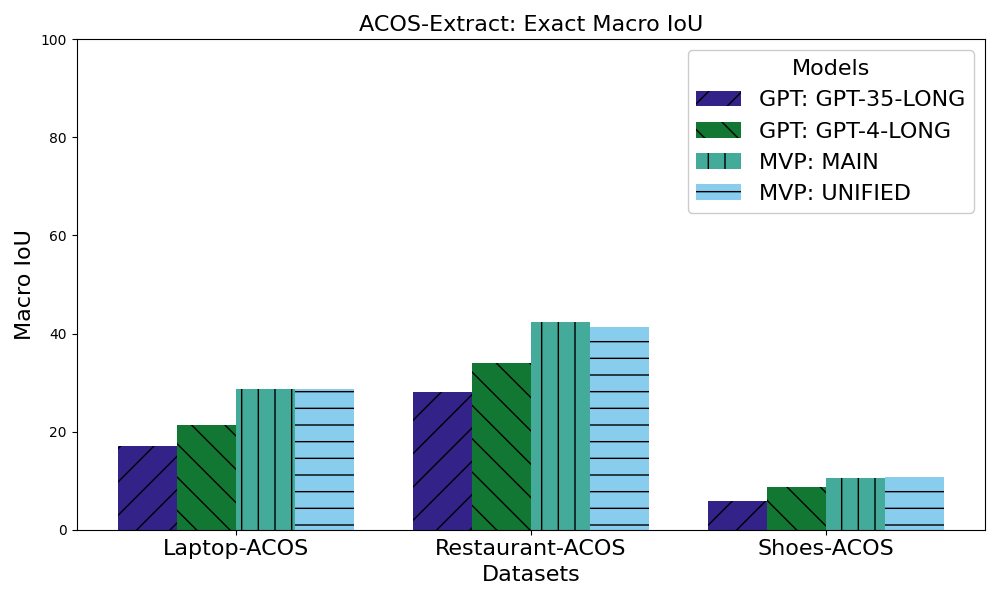 ACOS-Extract: Exact Macro IoU
100
80
60
40
20
0
Macro IoU
Models
GPT: GPT-35-LONG
GPT: GPT-4-LONG
MVP: MAIN
MVP: UNIFIED
Laptop-ACOS
Restaurant-ACOS
Shoes-ACOS
Datasets